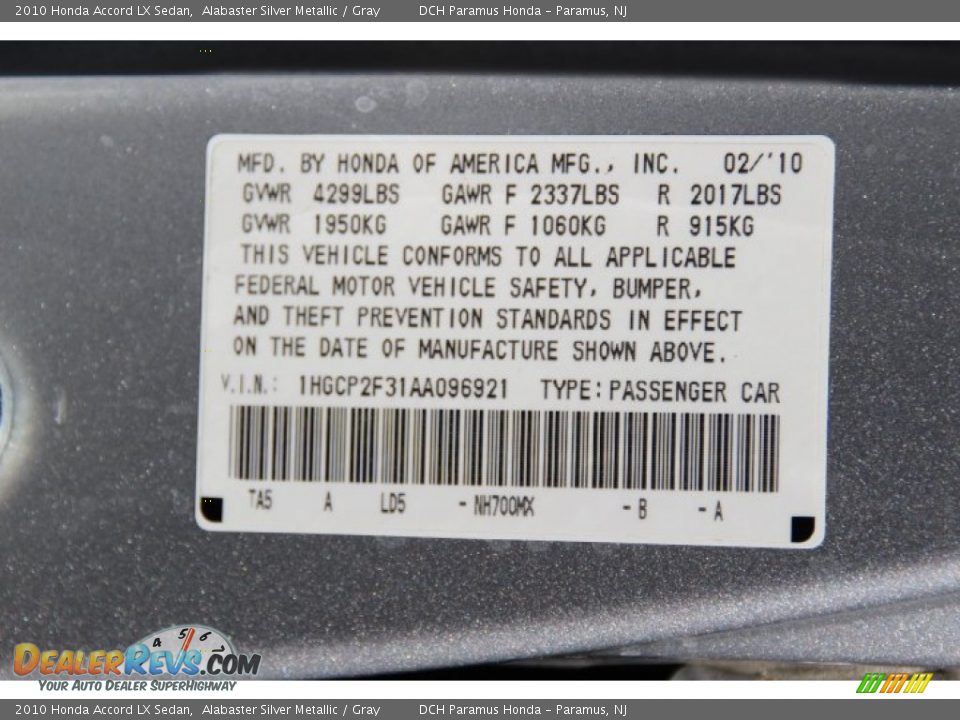 2010 Honda Accord LX Sedan, Alabaster Silver Metallic / Gray DCH Paramus Honda - Paramus, NJ
MFD. BY HONDA OF AMERICA MFG., INC. 02/'10
GVWR 4299LBS GAWR F 2337LBS R 2017LBS
GVWR 1950KG GAWR F 1060KG R 915KG
THIS VEHICLE CONFORMS TO ALL APPLICABLE
FEDERAL MOTOR VEHICLE SAFETY, BUMPER,
AND THEFT PREVENTION STANDARDS IN EFFECT
ON THE DATE OF MANUFACTURE SHOWN ABOVE.
V.I.N.: 1HGCP2F31AA096921 TYPE: PASSENGER CAR
TA5 A LD5 - NH700MX - B - A
4 5 6
DEALERREVS.COM
YOUR AUTO DEALER SUPERHIGHWAY
2010 Honda Accord LX Sedan, Alabaster Silver Metallic / Gray DCH Paramus Honda - Paramus, NJ